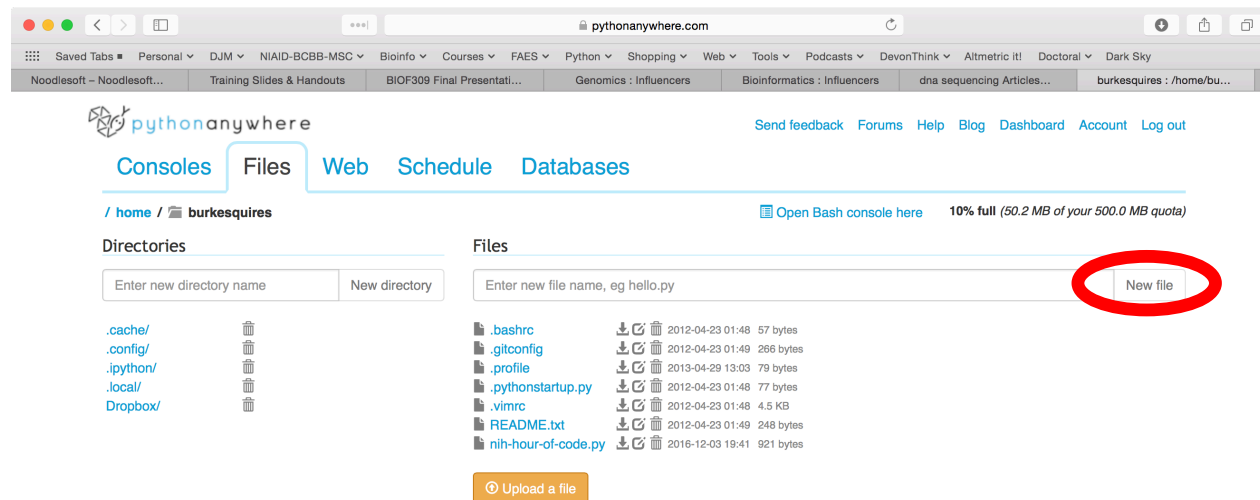 pythonanywhere.com
Saved Tabs Personal DJM NIAID-BCBB-MSC Bioinfo Courses FAES Python Shopping Web Tools Podcasts DevonThink Altmetric it! Doctoral Dark Sky
Noodlesoft – Noodlesoft... Training Slides & Handouts BIOF309 Final Presentati... Genomics : Influencers Bioinformatics : Influencers dna sequencing Articles... burkesquires : /home/bu...
pythonanywhere
Send feedback Forums Help Blog Dashboard Account Log out
Consoles Files Web Schedule Databases
/ home / burkesquires Open Bash console here 10% full (50.2 MB of your 500.0 MB quota)
Directories Files
Enter new directory name New directory Enter new file name, eg hello.py New file
.cache/ .bashrc 2012-04-23 01:48 57 bytes
.config/ .gitconfig 2012-04-23 01:49 266 bytes
.ipython/ .profile 2013-04-29 13:03 79 bytes
.local/ .pythonstartup.py 2012-04-23 01:48 77 bytes
Dropbox/ .vimrc 2012-04-23 01:48 4.5 KB
README.txt 2012-04-23 01:49 248 bytes
nih-hour-of-code.py 2016-12-03 19:41 921 bytes
Upload a file